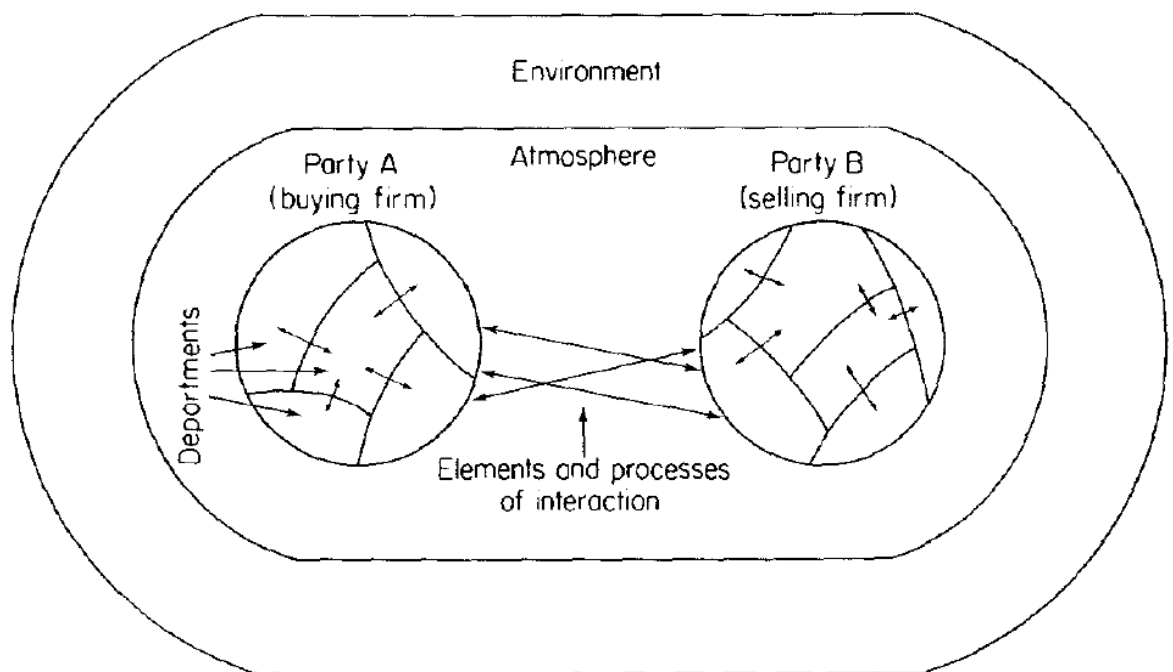 Environment
Atmosphere
Party A
(buying firm)
Party B
(selling firm)
Departments
Elements and processes
of interaction